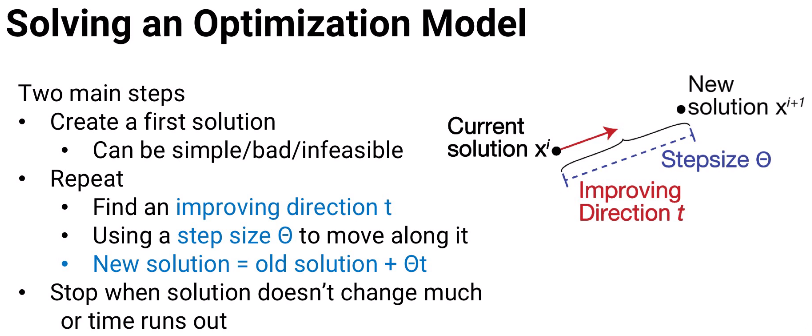 Solving an Optimization Model
Two main steps
• Create a first solution
• Can be simple/bad/infeasible
• Repeat
• Find an improving direction t
• Using a step size Θ to move along it
• New solution = old solution + Θt
• Stop when solution doesn't change much
or time runs out
Current
solution xⁱ
New
solution xⁱ⁺¹
Stepsize Θ
Improving
Direction t